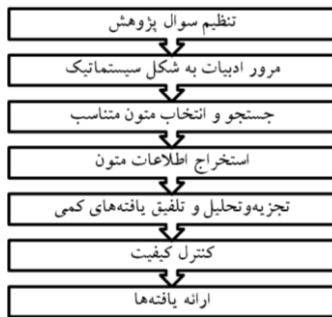 تنظیم سوال پژوهش
مرور ادبیات به شکل سیستماتیک
جستجو و انتخاب متون متناسب
استخراج اطلاعات متون
تجزیه‌وتحلیل و تلفیق یافته‌های کمی
کنترل کیفیت
ارائه یافته‌ها